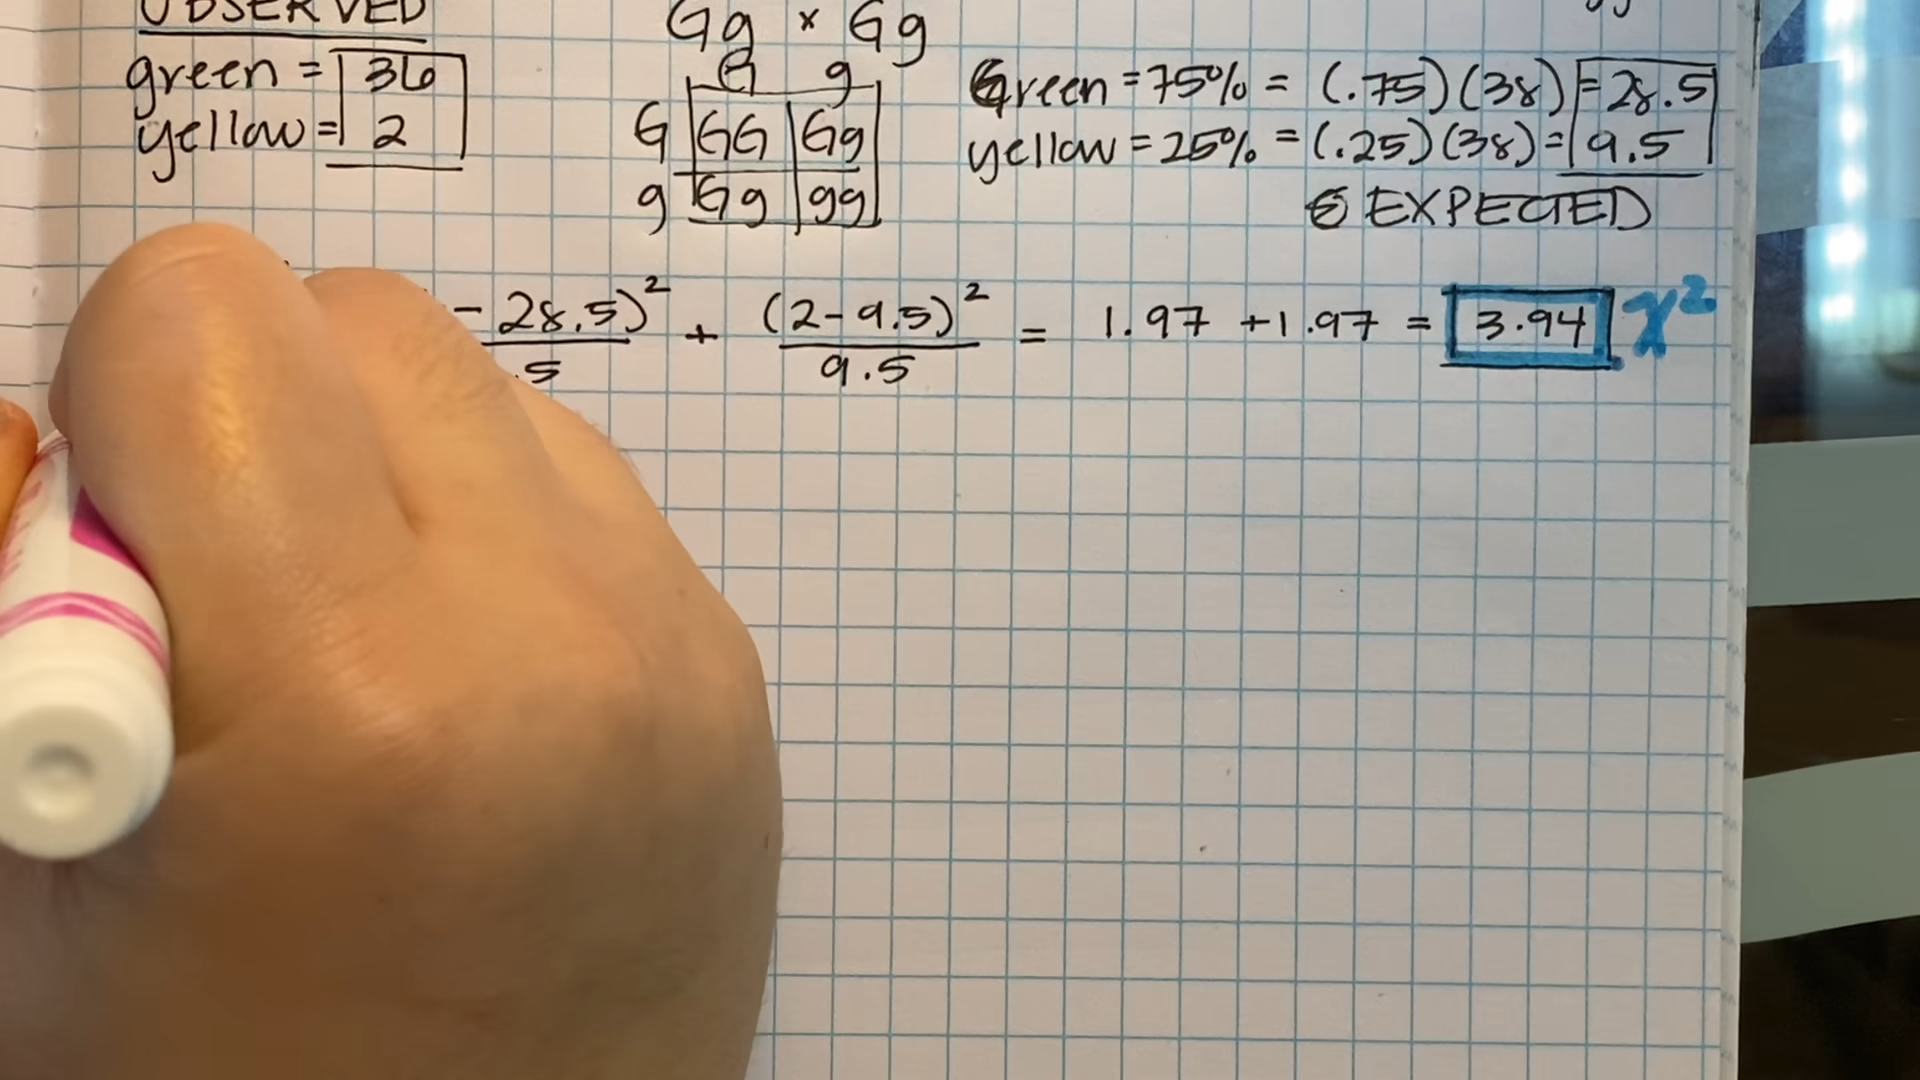 OBSERVED
green = 36
yellow = 2
Gg × Gg
G g
G GG Gg
g Gg gg
Green = 75% = (.75)(38) = 28.5
yellow = 25% = (.25)(38) = 9.5
EXPECTED
- 28.5)² + (2-9.5)² = 1.97 + 1.97 = 3.94 χ²
.5 9.5